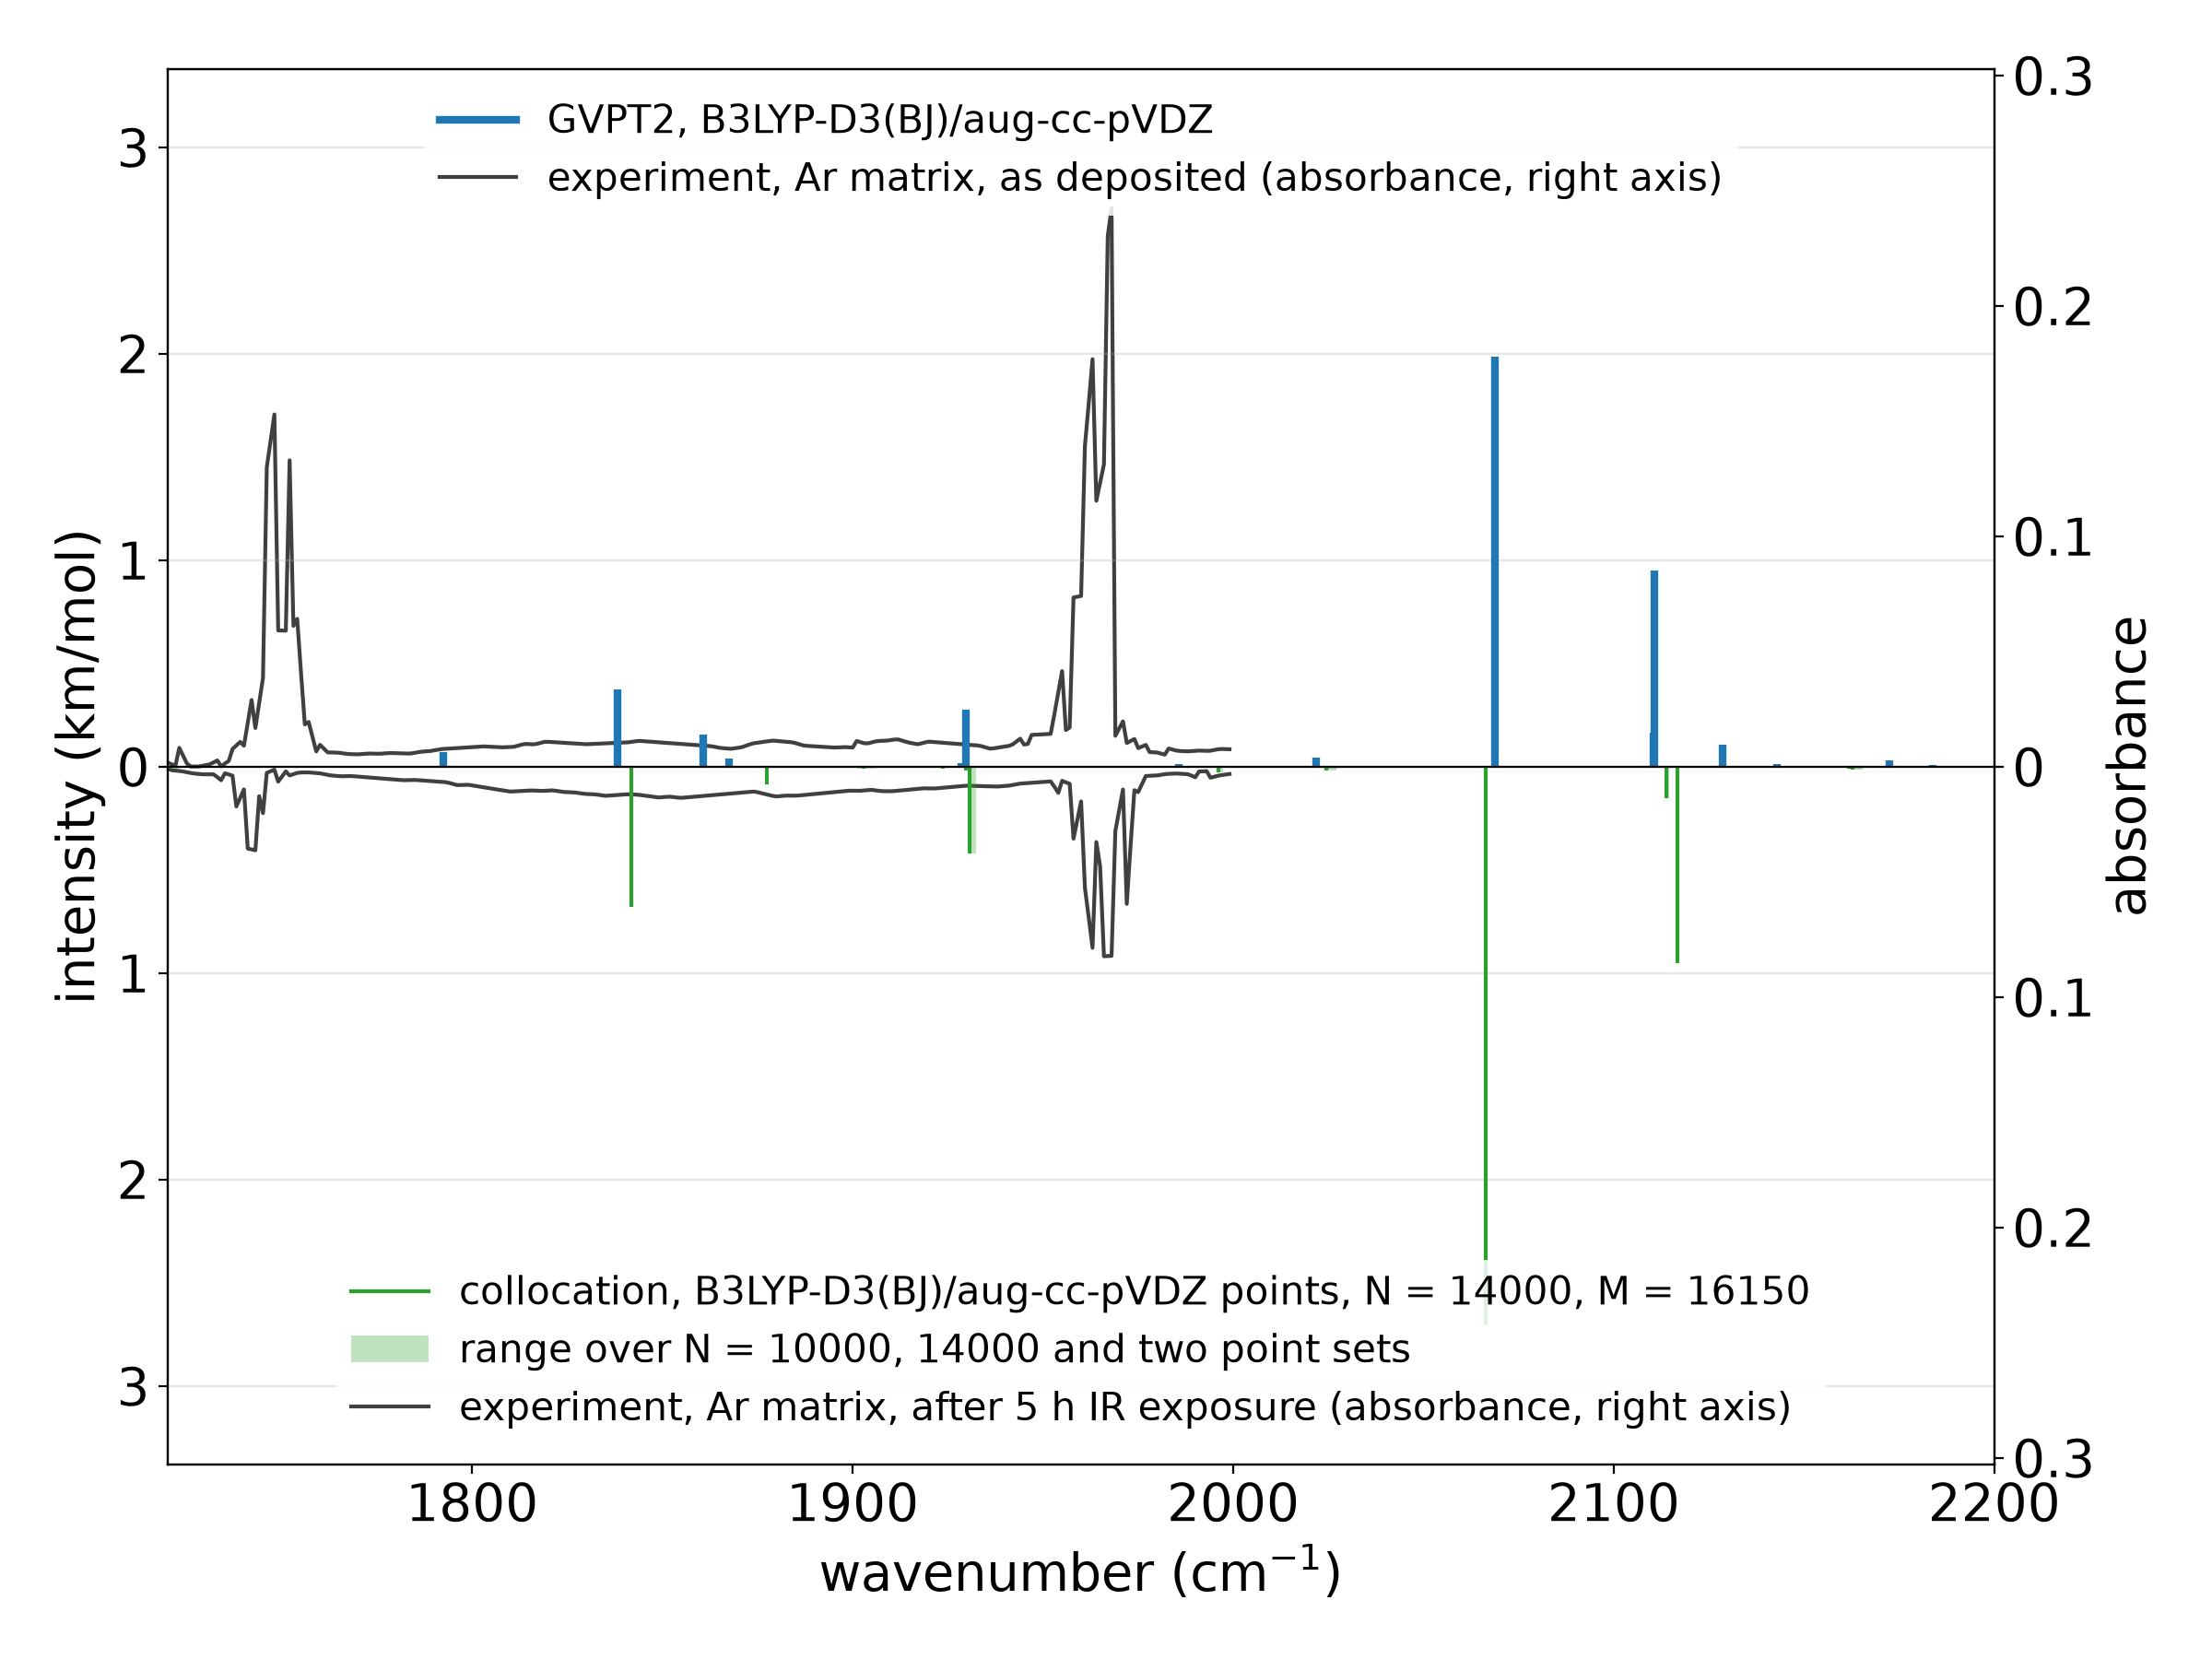 GVPT2, B3LYP-D3(BJ)/aug-cc-pVDZ
experiment, Ar matrix, as deposited (absorbance, right axis)
3
2
1
0
1
2
3
intensity (km/mol)
0.3
0.2
0.1
0
0.1
0.2
0.3
absorbance
collocation, B3LYP-D3(BJ)/aug-cc-pVDZ points, N = 14000, M = 16150
range over N = 10000, 14000 and two point sets
experiment, Ar matrix, after 5 h IR exposure (absorbance, right axis)
1800 1900 2000 2100 2200
wavenumber (cm⁻¹)